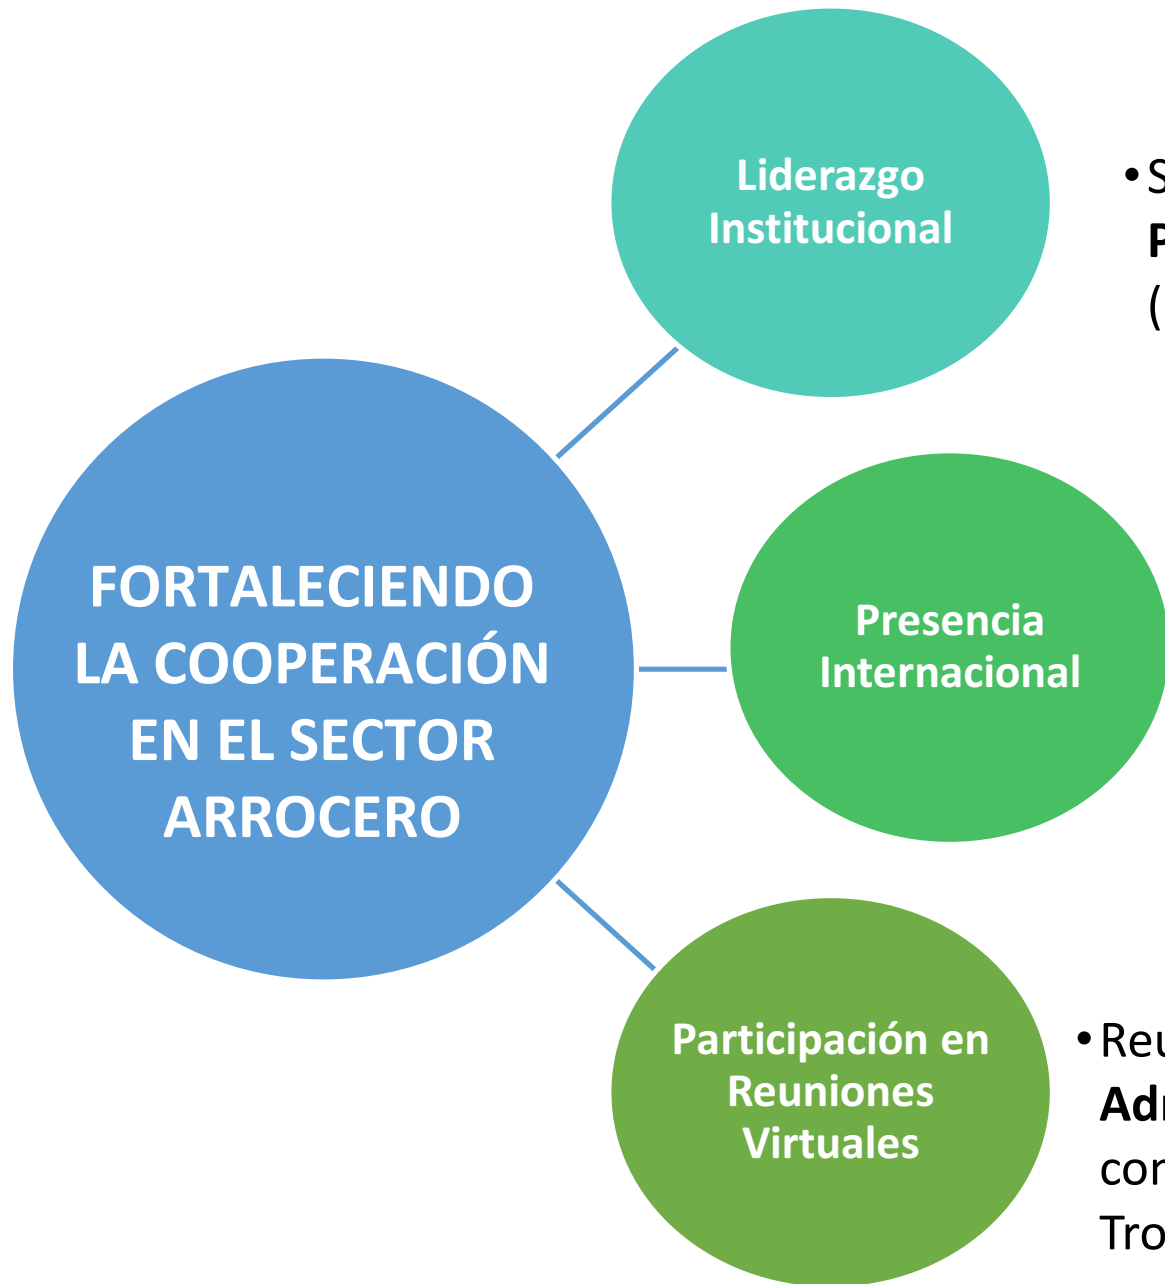 Liderazgo
Institucional
FORTALECIENDO
LA COOPERACIÓN
EN EL SECTOR
ARROCERO
Presencia
Internacional
Participación en
Reuniones
Virtuales